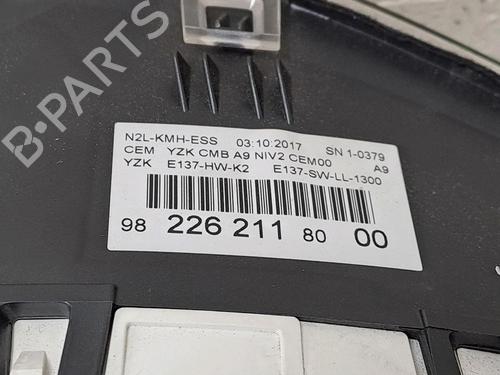 B-PARTS
N2L-KMH-ESS 03:10:2017 SN 1-0379
CEM YZK CMB A9 NIV2 CEM00 A9
YZK E137-HW-K2 E137-SW-LL-1300
98 226 211 80 00